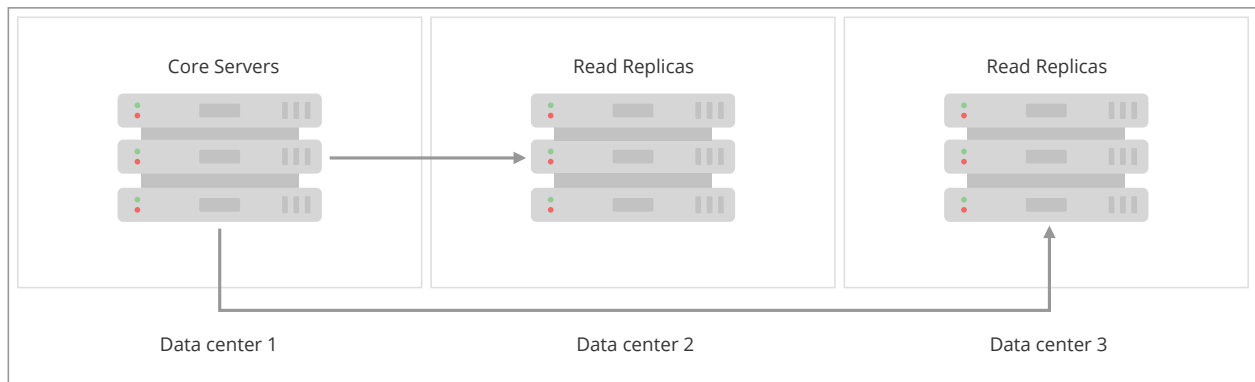 Core Servers
Read Replicas
Read Replicas
Data center 1
Data center 2
Data center 3